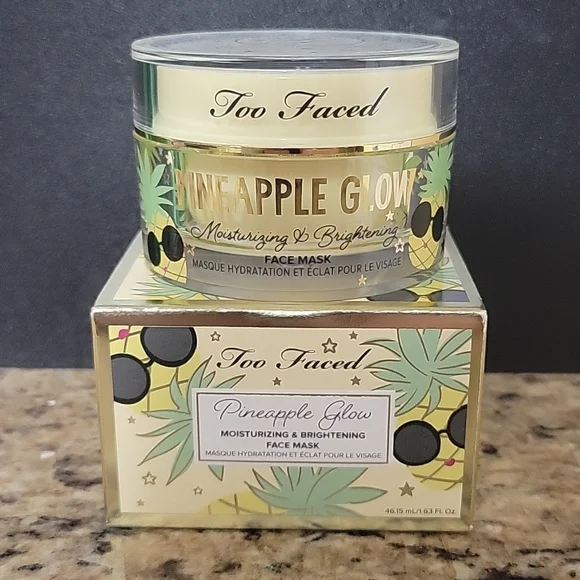 Too Faced
PINEAPPLE GLOW
Moisturizing & Brightening
FACE MASK
MASQUE HYDRATATION ET ÉCLAT POUR LE VISAGE
Too Faced
Pineapple Glow
MOISTURIZING & BRIGHTENING
FACE MASK
MASQUE HYDRATATION ET ÉCLAT POUR LE VISAGE
46.15 mL/1.63 Fl. Oz.